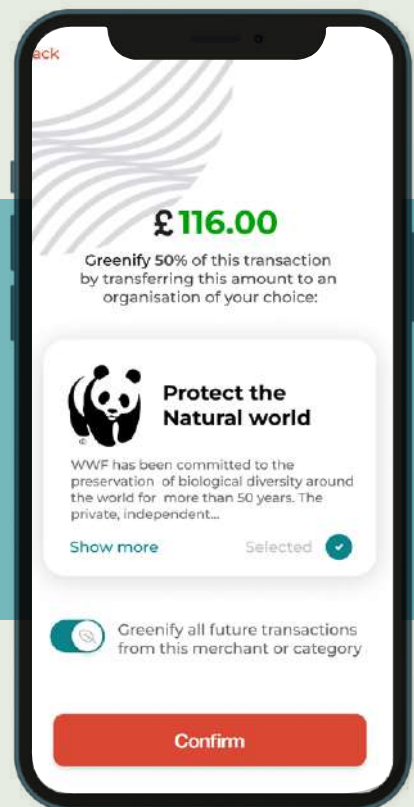 ack
£116.00
Greenify 50% of this transaction
by transferring this amount to an
organisation of your choice:
Protect the
Natural world
©
WWF has been committed to the
preservation of biological diversity around
the world for more than 50 years. The
private, independent...
Show more
Selected
Greenify all future transactions
from this merchant or category
Confirm